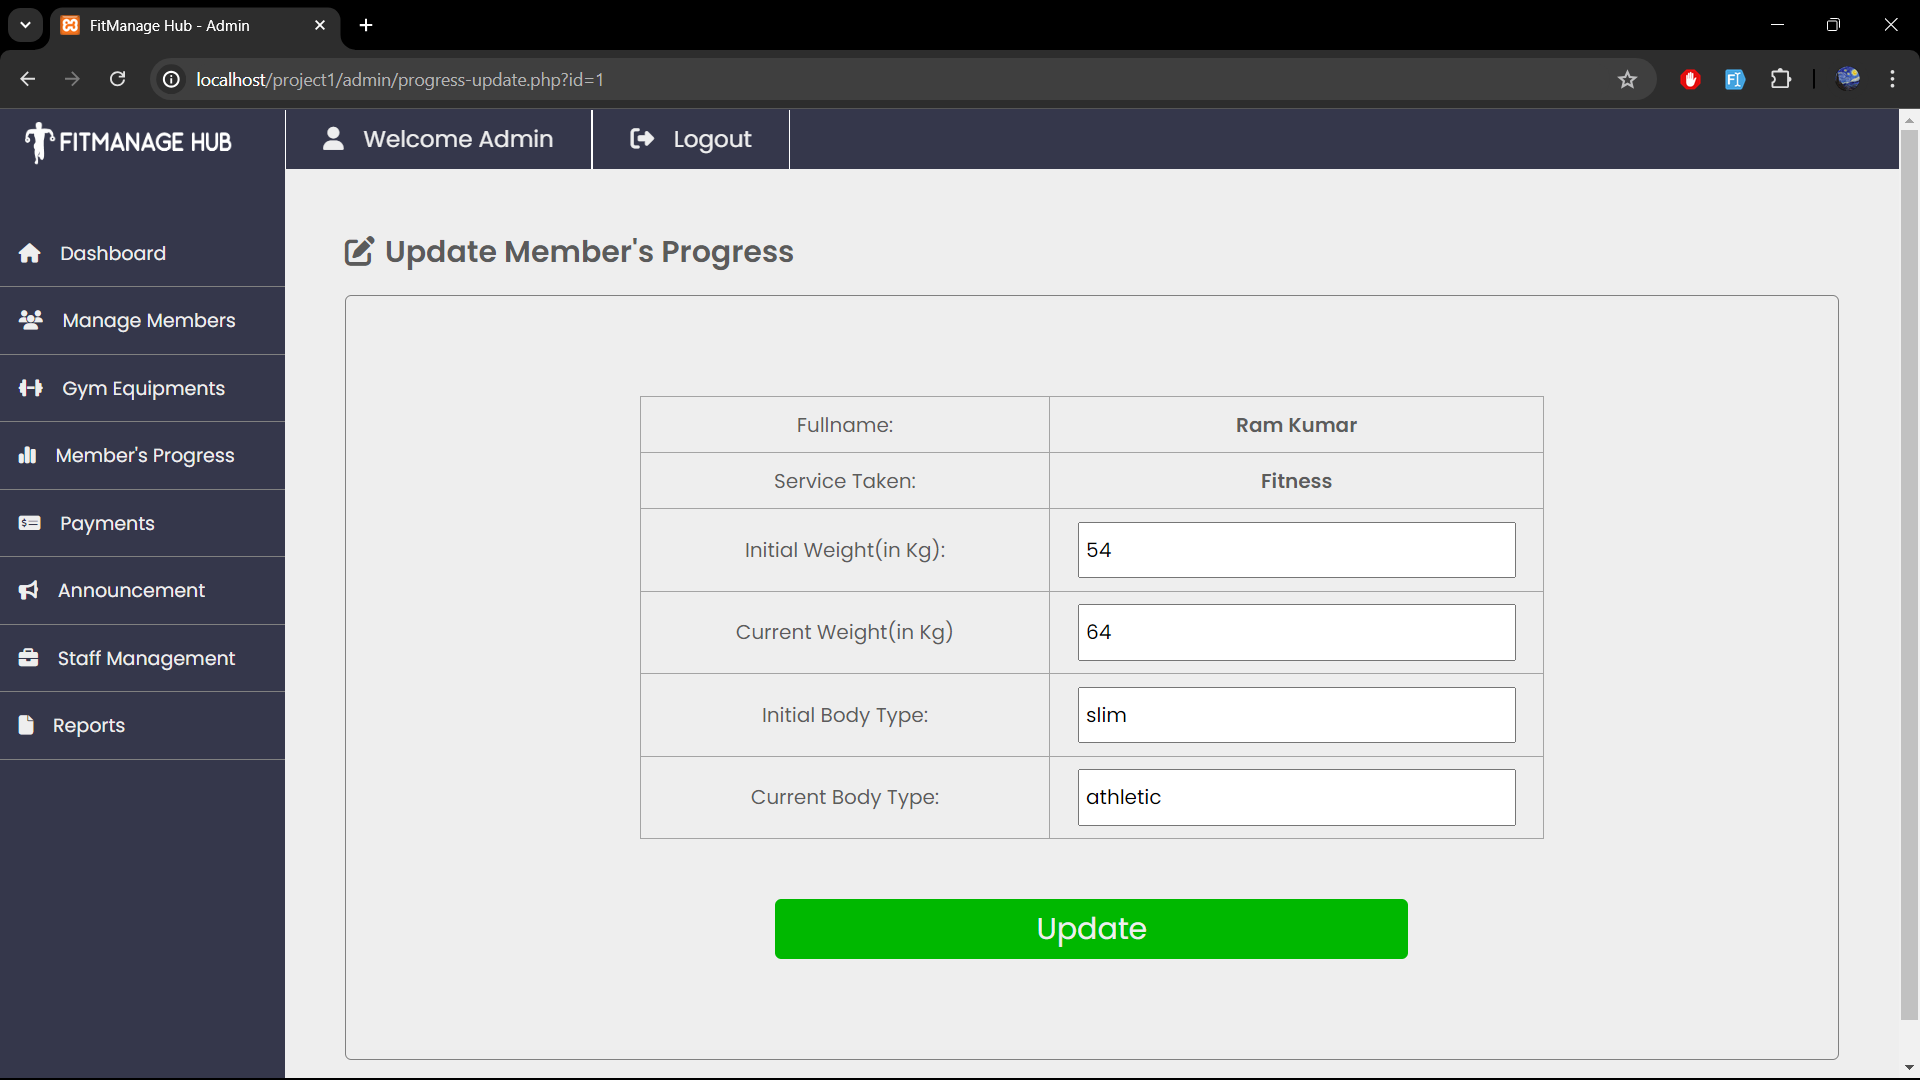 FitManage Hub - Admin
localhost/project1/admin/progress-update.php?id=1
FITMANAGE HUB
Welcome Admin
Logout
Dashboard
Manage Members
Gym Equipments
Member's Progress
Payments
Announcement
Staff Management
Reports
Update Member's Progress
Fullname: Ram Kumar
Service Taken: Fitness
Initial Weight(in Kg): 54
Current Weight(in Kg) 64
Initial Body Type: slim
Current Body Type: athletic
Update